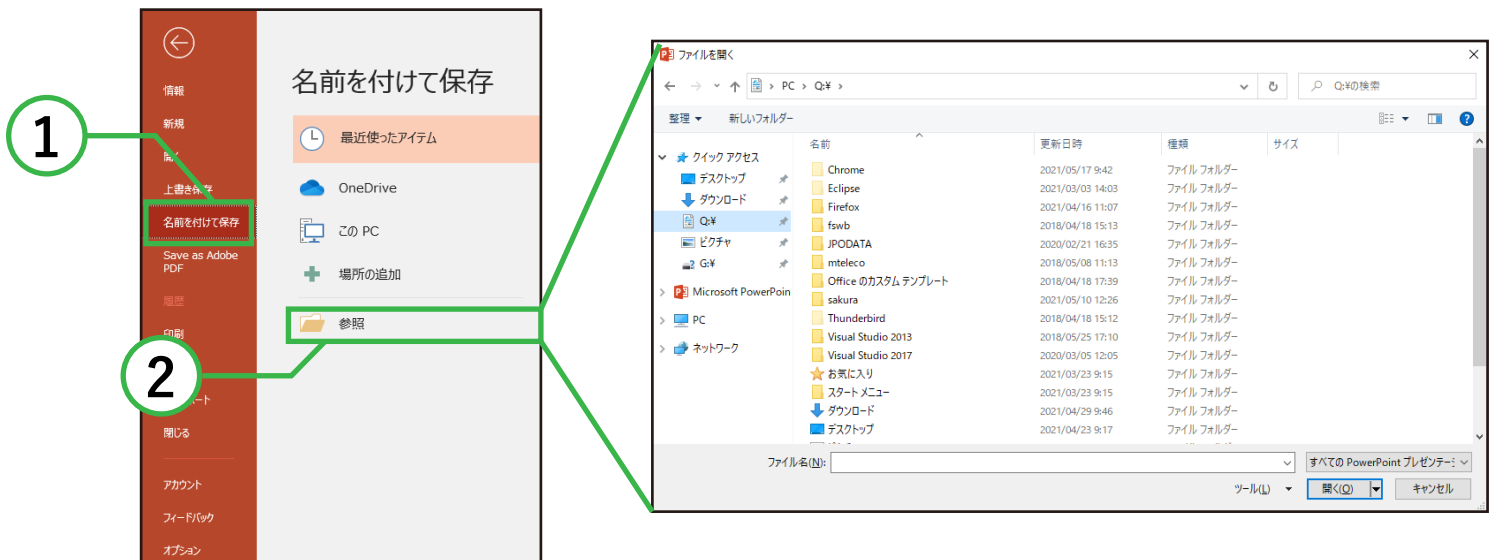 1
2
情報
新規
上書き保存
名前を付けて保存
Save as Adobe
PDF
履歴
印刷
閉じる
アカウント
フィードバック
オプション
名前を付けて保存
最近使ったアイテム
OneDrive
この PC
場所の追加
参照
ファイルを開く
PC › Q:¥ ›
Q:¥の検索
整理 新しいフォルダー
クイック アクセス
デスクトップ
ダウンロード
Q:¥
ピクチャ
G:¥
Microsoft PowerPoin
PC
ネットワーク
名前 更新日時 種類 サイズ
Chrome 2021/05/17 9:42 ファイル フォルダー
Eclipse 2021/03/03 14:03 ファイル フォルダー
Firefox 2021/04/16 11:07 ファイル フォルダー
fswb 2018/04/18 15:13 ファイル フォルダー
JPODATA 2020/02/21 16:35 ファイル フォルダー
mteleco 2018/05/08 11:13 ファイル フォルダー
Office のカスタム テンプレート 2018/04/18 17:39 ファイル フォルダー
sakura 2021/05/10 12:26 ファイル フォルダー
Thunderbird 2018/04/18 15:12 ファイル フォルダー
Visual Studio 2013 2018/05/25 17:10 ファイル フォルダー
Visual Studio 2017 2020/03/05 12:05 ファイル フォルダー
お気に入り 2021/03/23 9:15 ファイル フォルダー
スタート メニュー 2021/03/23 9:15 ファイル フォルダー
ダウンロード 2021/04/29 9:46 ファイル フォルダー
デスクトップ 2021/04/23 9:17 ファイル フォルダー
ファイル名(N): すべての PowerPoint プレゼンテー
ツール(L) 開く(O) キャンセル